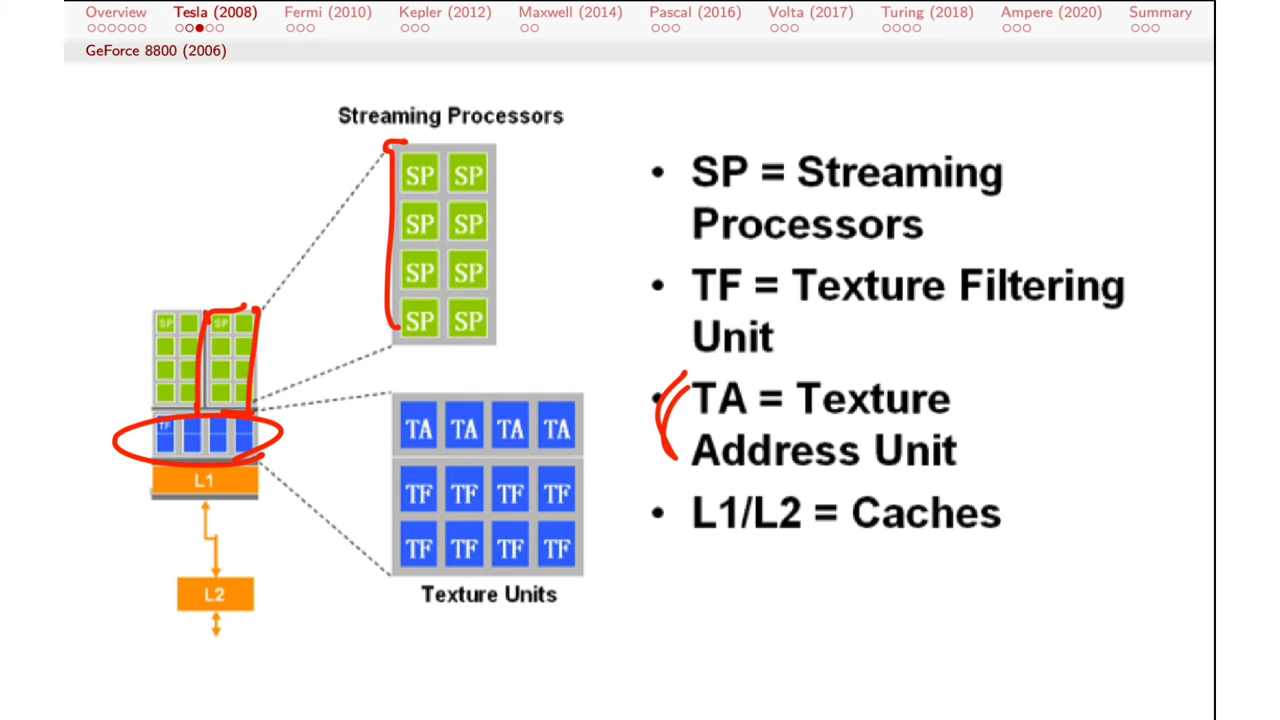 Overview Tesla (2008) Fermi (2010) Kepler (2012) Maxwell (2014) Pascal (2016) Volta (2017) Turing (2018) Ampere (2020) Summary
GeForce 8800 (2006)
Streaming Processors
SP SP
SP SP
SP SP
SP SP
SP SP
TF
L1
L2
TA TA TA TA
TF TF TF TF
TF TF TF TF
Texture Units
• SP = Streaming
Processors
• TF = Texture Filtering
Unit
• TA = Texture
Address Unit
• L1/L2 = Caches